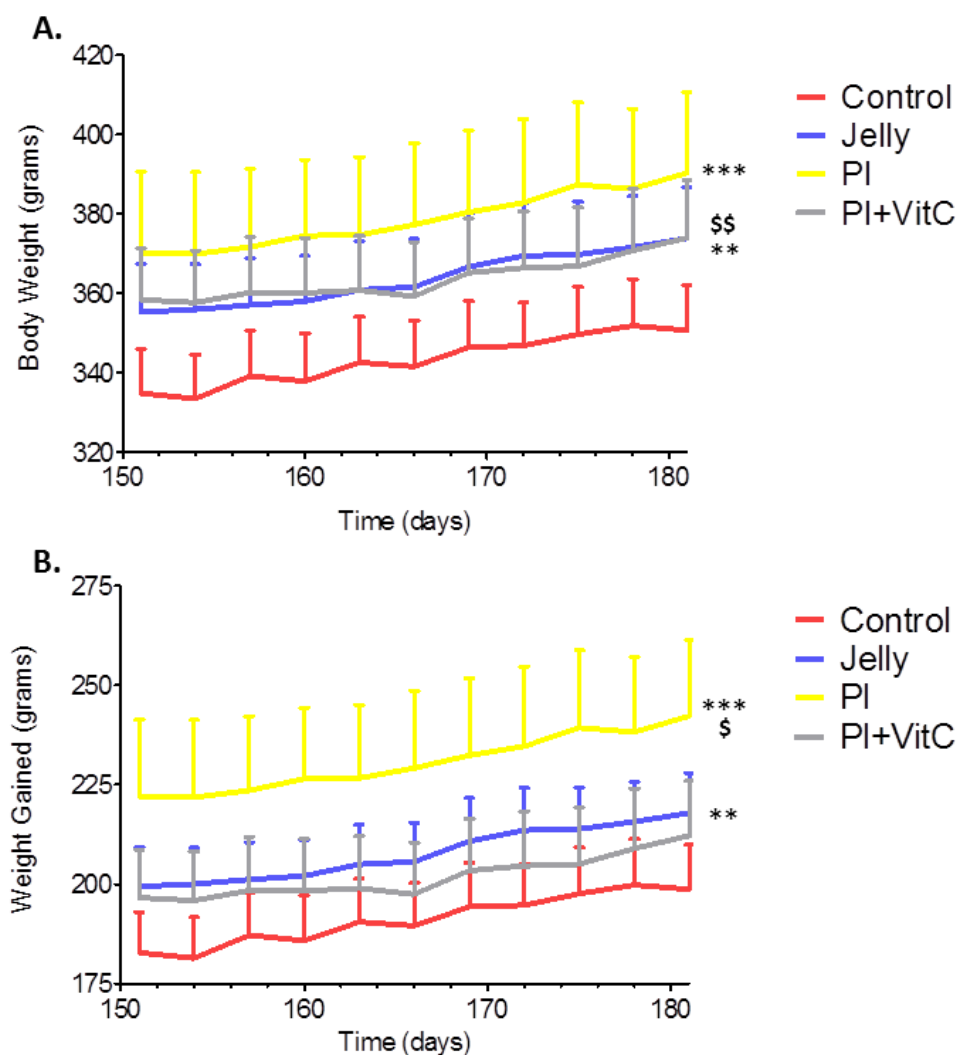 A.
Body Weight (grams)
420
400
380
360
340
320
150
160
170
180
Time (days)
***
$$
**
Control
Jelly
PI
PI+VitC
B.
Weight Gained (grams)
275
250
225
200
175
150
160
170
180
Time (days)
***
$
**
Control
Jelly
PI
PI+VitC